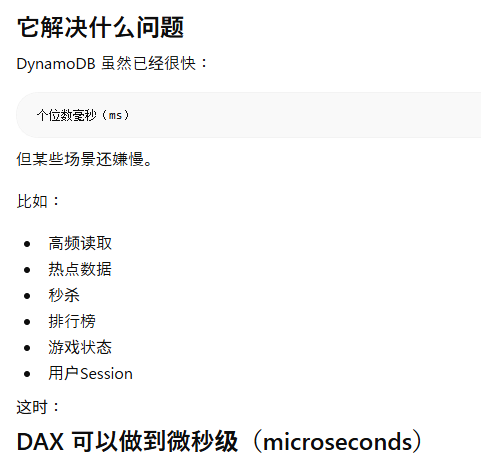 它解决什么问题
DynamoDB 虽然已经很快：
个位数毫秒（ms）
但某些场景还嫌慢。
比如：
高频读取
热点数据
秒杀
排行榜
游戏状态
用户Session
这时：
DAX 可以做到微秒级（microseconds）